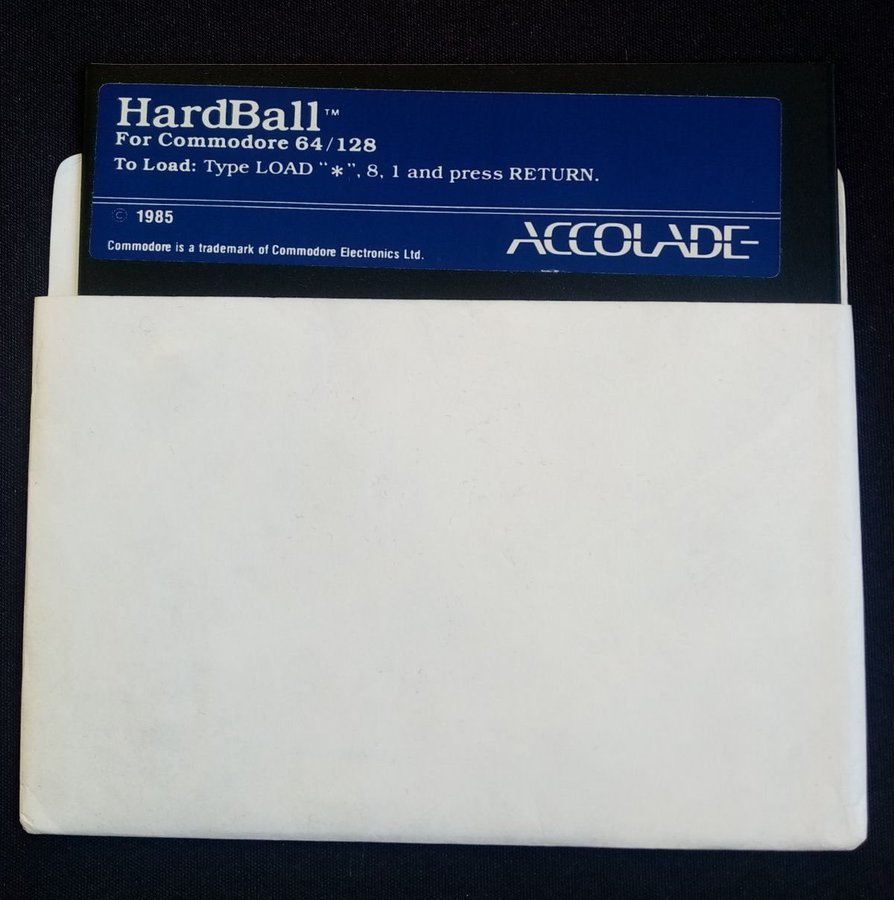 HardBall™
For Commodore 64/128
To Load: Type LOAD “*”, 8, 1 and press RETURN.
© 1985
ACCOLADE
Commodore is a trademark of Commodore Electronics Ltd.